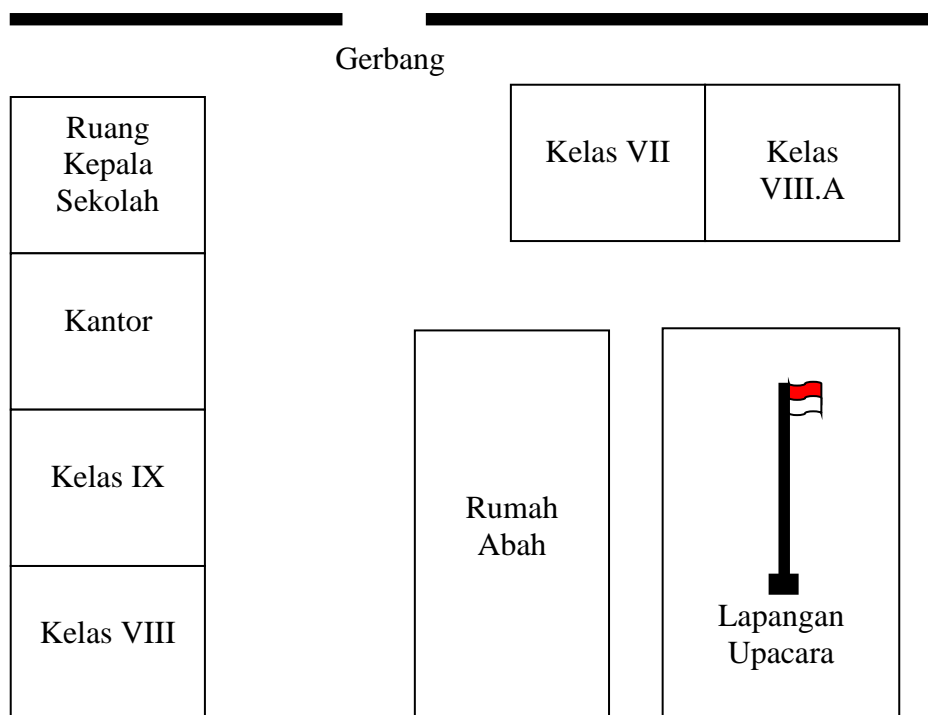 Gerbang
Ruang
Kepala
Sekolah
Kelas VII
Kelas
VIII.A
Kantor
Kelas IX
Kelas VIII
Rumah
Abah
Lapangan
Upacara